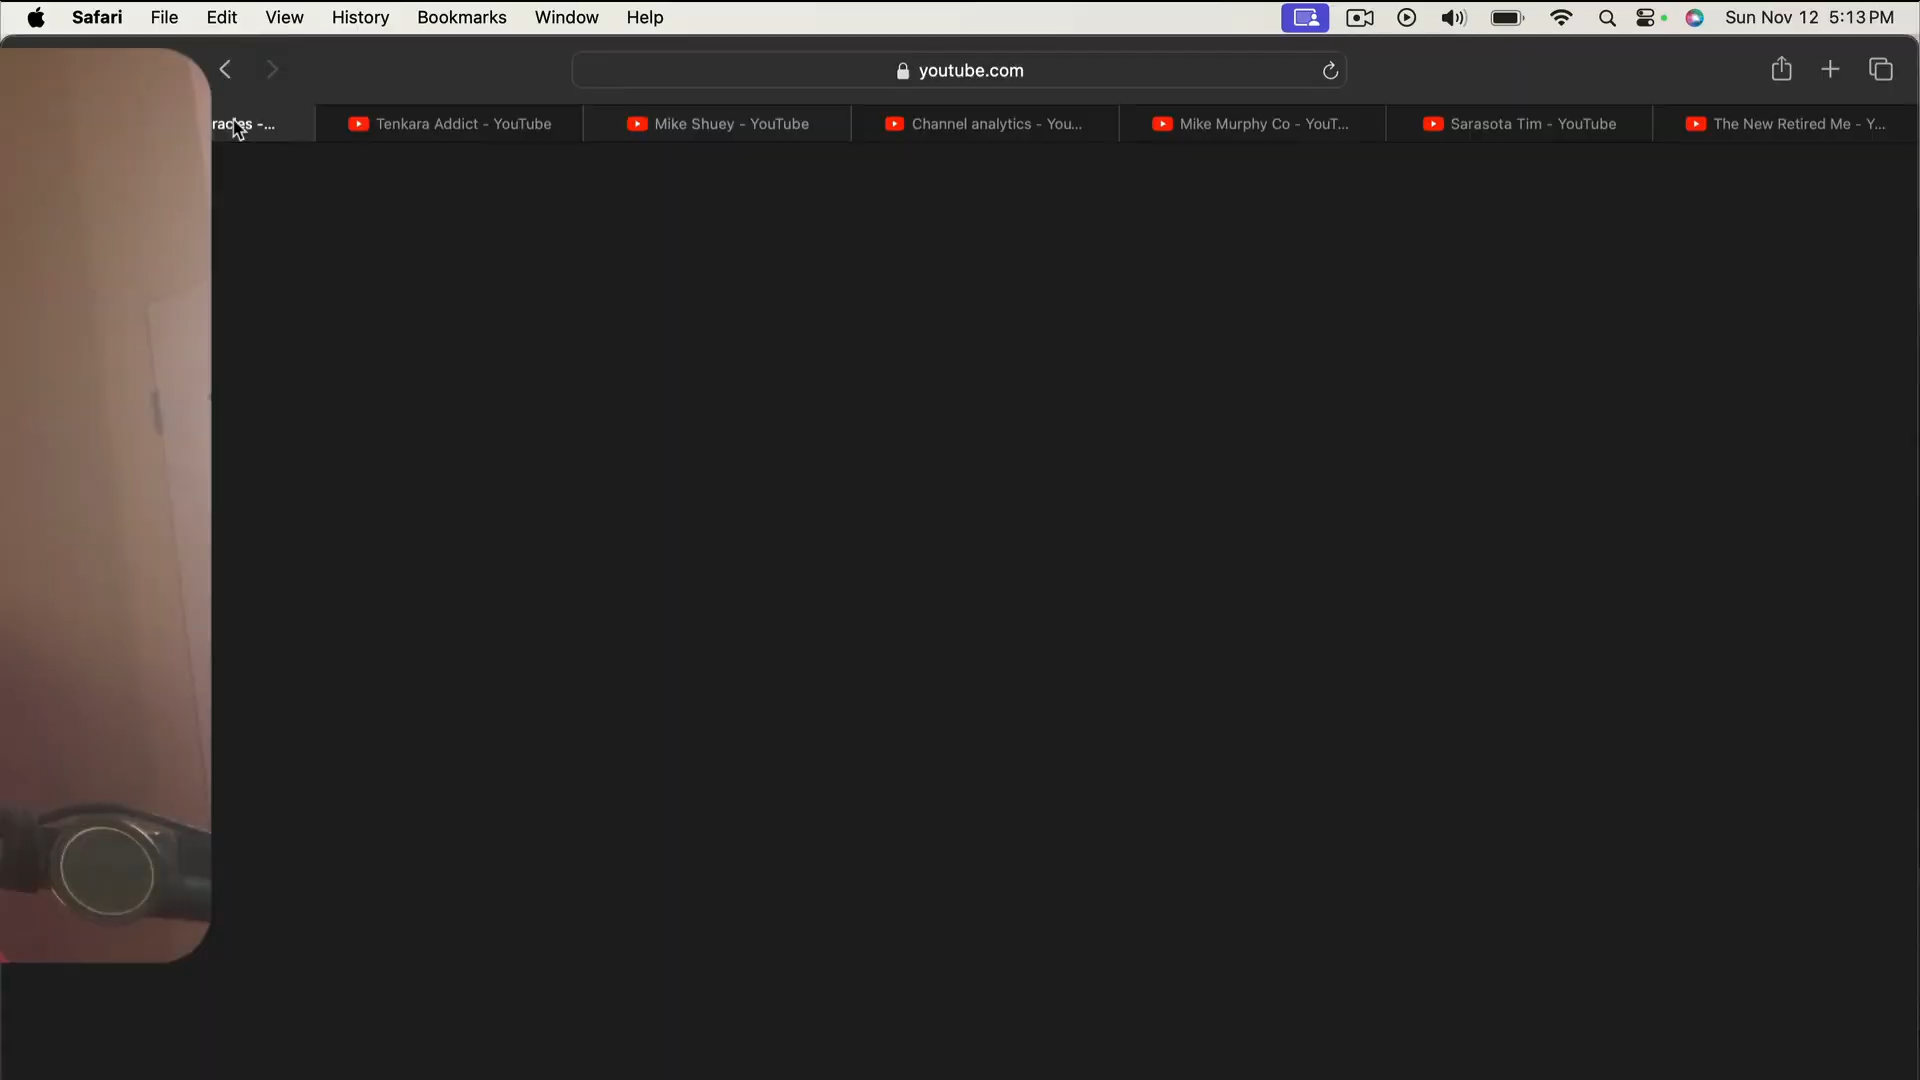 Safari File Edit View History Bookmarks Window Help Sun Nov 12 5:13 PM
youtube.com
-... Tenkara Addict - YouTube Mike Shuey - YouTube Channel analytics - You... Mike Murphy Co - YouT... Sarasota Tim - YouTube The New Retired Me - Y...